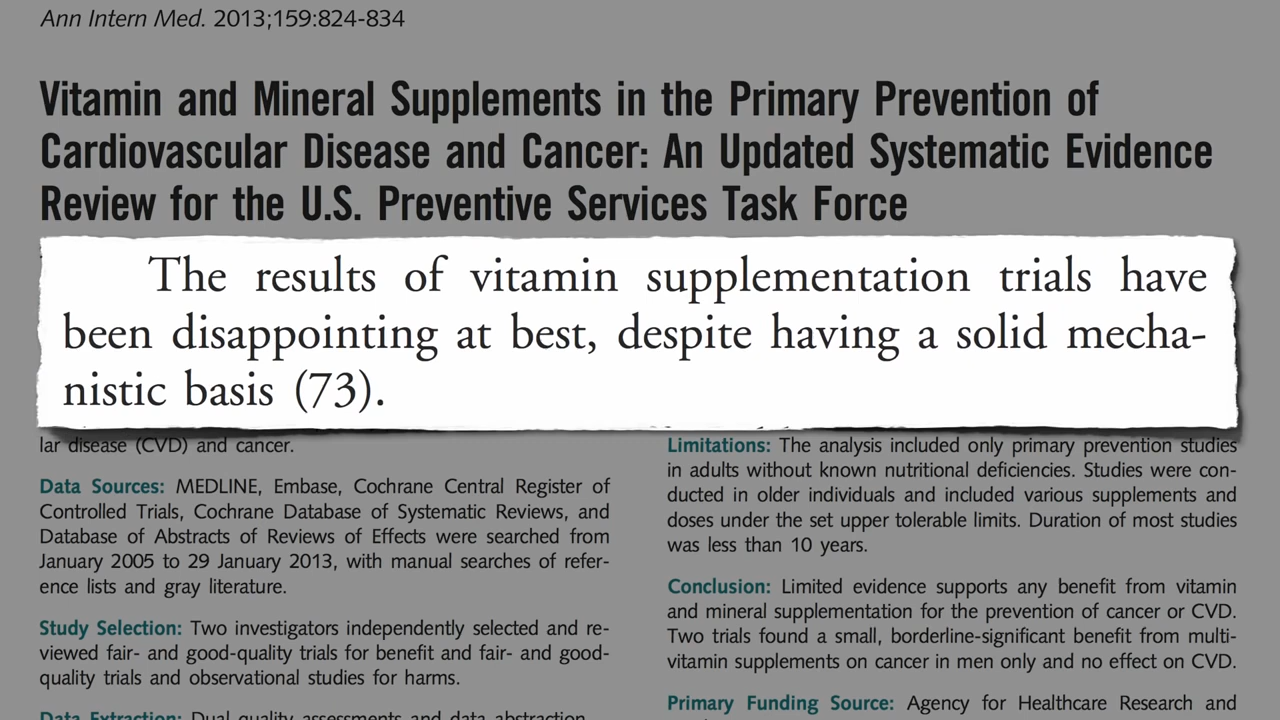 Ann Intern Med. 2013;159:824-834
Vitamin and Mineral Supplements in the Primary Prevention of
Cardiovascular Disease and Cancer: An Updated Systematic Evidence
Review for the U.S. Preventive Services Task Force
The results of vitamin supplementation trials have
been disappointing at best, despite having a solid mecha-
nistic basis (73).
lar disease (CVD) and cancer.
Data Sources: MEDLINE, Embase, Cochrane Central Register of
Controlled Trials, Cochrane Database of Systematic Reviews, and
Database of Abstracts of Reviews of Effects were searched from
January 2005 to 29 January 2013, with manual searches of refer-
ence lists and gray literature.
Study Selection: Two investigators independently selected and re-
viewed fair- and good-quality trials for benefit and fair- and good-
quality trials and observational studies for harms.
Data Extraction: Dual quality assessments and data abstraction
Limitations: The analysis included only primary prevention studies
in adults without known nutritional deficiencies. Studies were con-
ducted in older individuals and included various supplements and
doses under the set upper tolerable limits. Duration of most studies
was less than 10 years.
Conclusion: Limited evidence supports any benefit from vitamin
and mineral supplementation for the prevention of cancer or CVD.
Two trials found a small, borderline-significant benefit from multi-
vitamin supplements on cancer in men only and no effect on CVD.
Primary Funding Source: Agency for Healthcare Research and